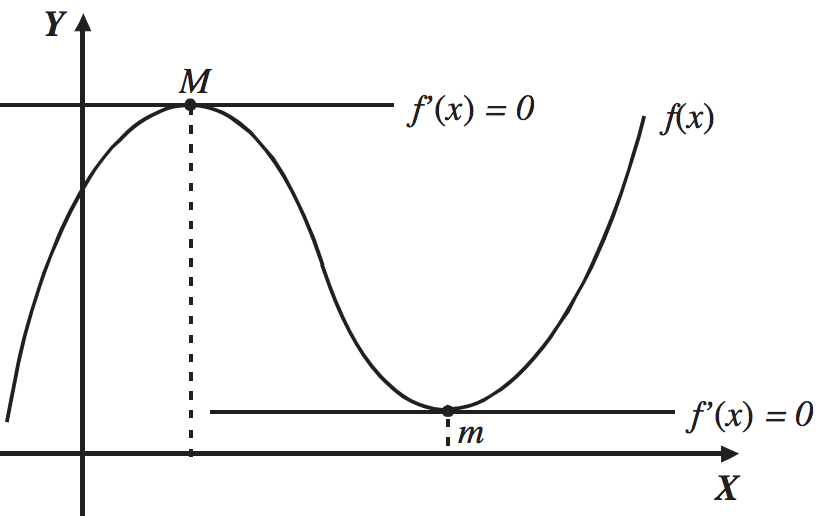 Y
M
f’(x) = 0
f(x)
f’(x) = 0
m
X